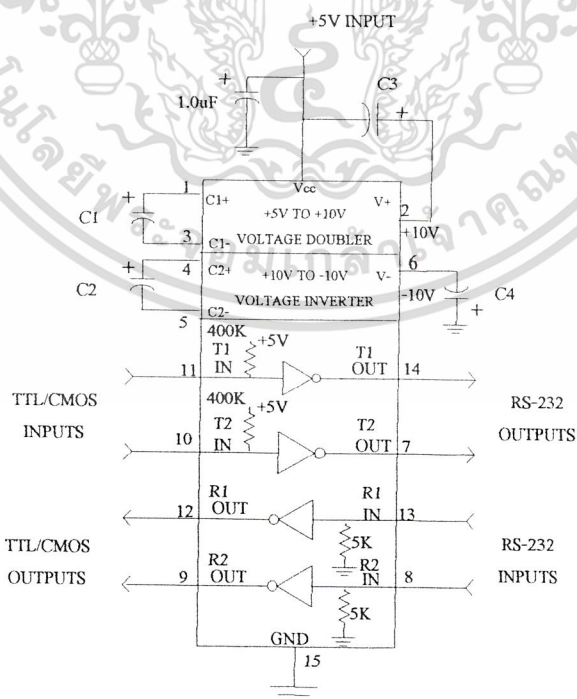 +5V INPUT
C3
+
1.0uF
+
1
Vcc
C1+
V+
+5V TO +10V
2
C1
+
+10V
3
C1-
VOLTAGE DOUBLER
4
C2+
+10V TO -10V
V-
6
C2
+
VOLTAGE INVERTER
-10V
C4
+
5
C2-
400K
+5V
T1
IN
T1
OUT
11
14
TTL/CMOS
INPUTS
400K
+5V
T2
IN
T2
OUT
10
7
RS-232
OUTPUTS
R1
OUT
R1
IN
12
13
5K
TTL/CMOS
OUTPUTS
R2
OUT
R2
IN
9
8
5K
RS-232
INPUTS
GND
15